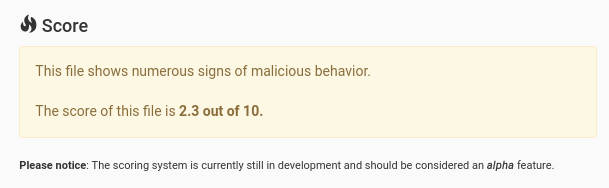 Score
This file shows numerous signs of malicious behavior.
The score of this file is 2.3 out of 10.
Please notice: The scoring system is currently still in development and should be considered an alpha feature.